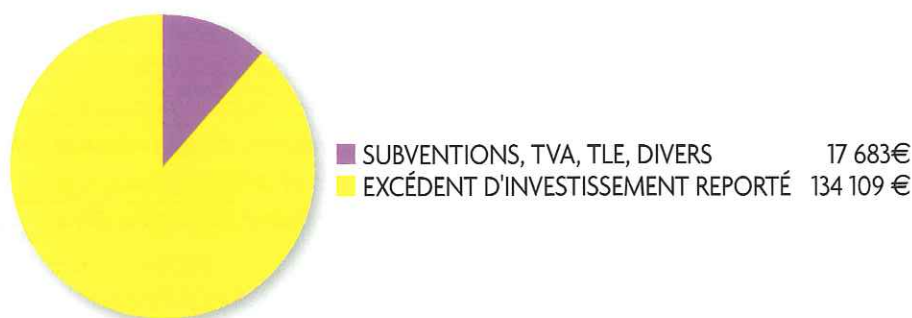 SUBVENTIONS, TVA, TLE, DIVERS 17 683€
EXCÉDENT D'INVESTISSEMENT REPORTÉ 134 109 €